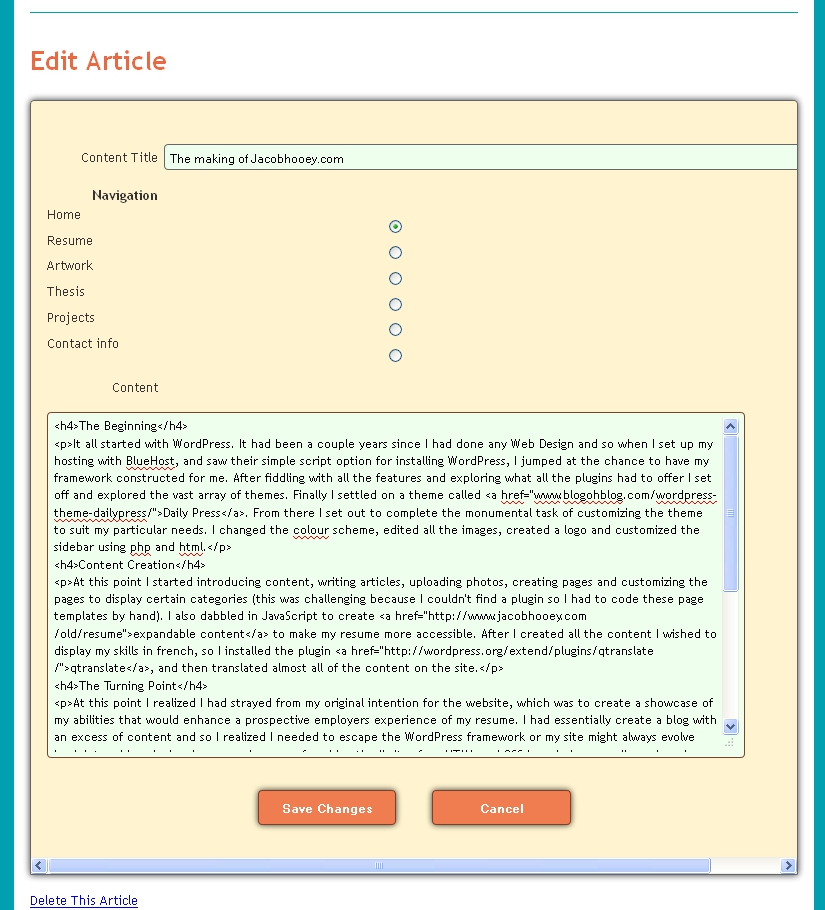 Edit Article
Content Title
The making of Jacobhooey.com
Navigation
Home
Resume
Artwork
Thesis
Projects
Contact info
Content
<h4>The Beginning</h4>
<p>It all started with WordPress. It had been a couple years since I had done any Web Design and so when I set up my
hosting with BlueHost, and saw their simple script option for installing WordPress, I jumped at the chance to have my
framework constructed for me. After fiddling with all the features and exploring what all the plugins had to offer I set
off and explored the vast array of themes. Finally I settled on a theme called <a href="www.blogohblog.com/wordpress-
theme-dailypress/">Daily Press</a>. From there I set out to complete the monumental task of customizing the theme
to suit my particular needs. I changed the colour scheme, edited all the images, created a logo and customized the
sidebar using php and html.</p>
<h4>Content Creation</h4>
<p>At this point I started introducing content, writing articles, uploading photos, creating pages and customizing the
pages to display certain categories (this was challenging because I couldn't find a plugin so I had to code these page
templates by hand). I also dabbled in JavaScript to create <a href="http://www.jacobhooey.com
/old/resume">expandable content</a> to make my resume more accessible. After I created all the content I wished to
display my skills in french, so I installed the plugin <a href="http://wordpress.org/extend/plugins/qtranslate
/">qtranslate</a>, and then translated almost all of the content on the site.</p>
<h4>The Turning Point</h4>
<p>At this point I realized I had strayed from my original intention for the website, which was to create a showcase of
my abilities that would enhance a prospective employers experience of my resume. I had essentially create a blog with
an excess of content and so I realized I needed to escape the WordPress framework or my site might always evolve
Save Changes
Cancel
Delete This Article